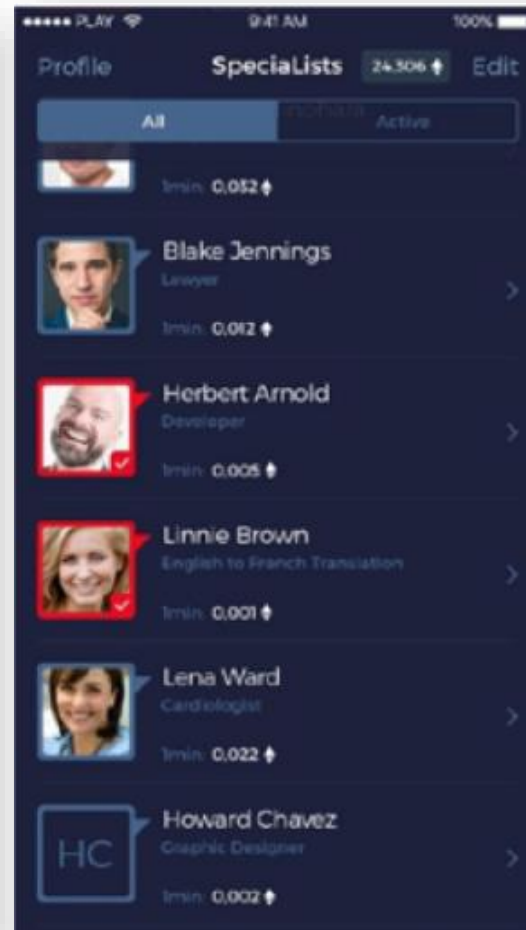 PLAY 9:41 AM 100%
Profile SpeciaLists 24.306 Edit
All Active
1min: 0,032
Blake Jennings
Lawyer
1min: 0,012
Herbert Arnold
Developer
1min: 0,005
Linnie Brown
English to French Translation
1min: 0,001
Lena Ward
Cardiologist
1min: 0,022
HC
Howard Chavez
Graphic Designer
1min: 0,002